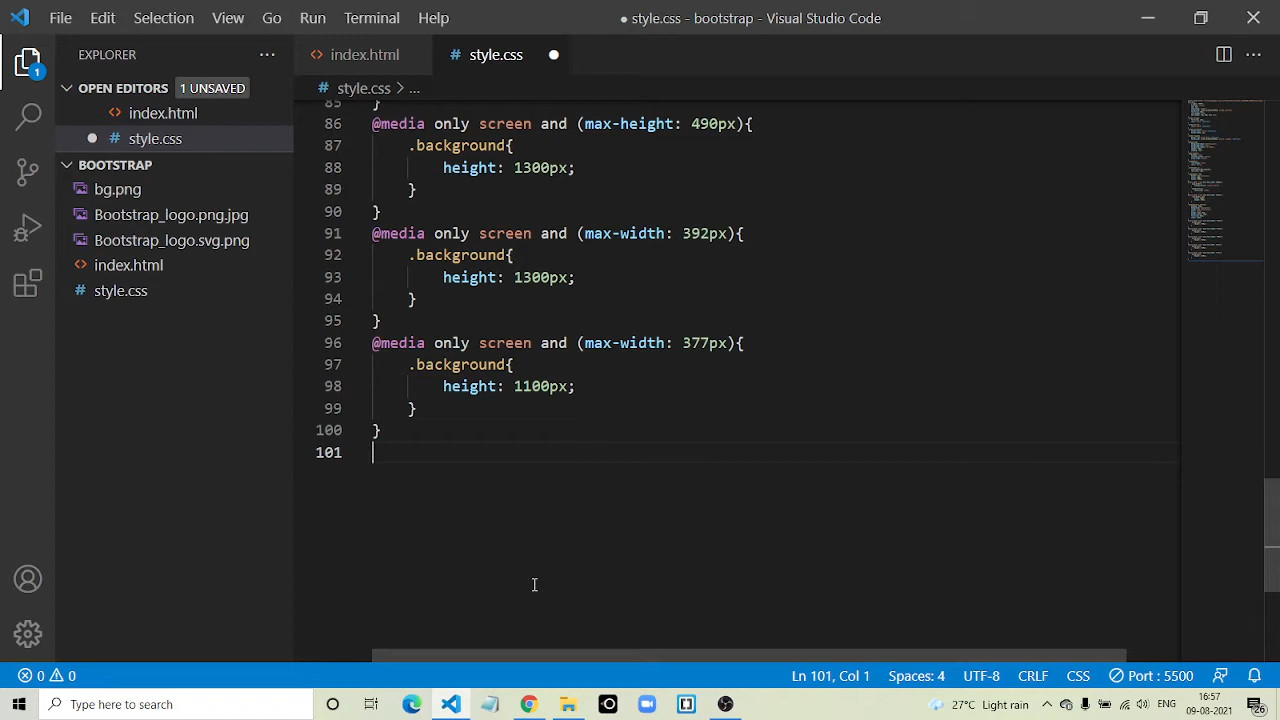 File Edit Selection View Go Run Terminal Help
● style.css - bootstrap - Visual Studio Code
EXPLORER
index.html
# style.css
OPEN EDITORS
1 UNSAVED
# style.css > ...
index.html
# style.css
BOOTSTRAP
bg.png
Bootstrap_logo.png.jpg
Bootstrap_logo.svg.png
index.html
# style.css
1
85 }
86 @media only screen and (max-height: 490px){
87 .background{
88 height: 1300px;
89 }
90 }
91 @media only screen and (max-width: 392px){
92 .background{
93 height: 1300px;
94 }
95 }
96 @media only screen and (max-width: 377px){
97 .background{
98 height: 1100px;
99 }
100 }
101
0 0
Ln 101, Col 1
Spaces: 4
UTF-8
CRLF
CSS
Port : 5500
Type here to search
27°C Light rain
ENG
16:57
09-08-2021